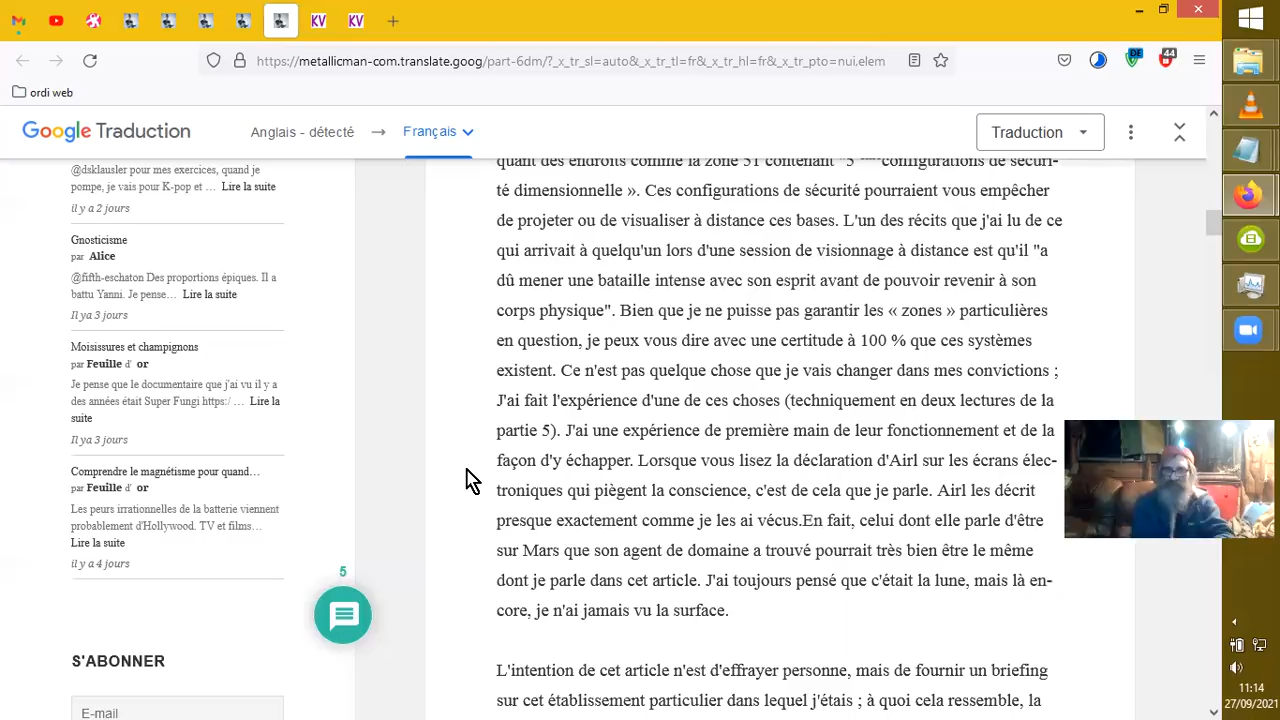 KV
KV
https://metallicman-com.translate.goog/part-6dm/?_x_tr_sl=auto&_x_tr_tl=fr&_x_tr_hl=fr&_x_tr_pto=nui,elem
DE
44
ordi web
Google Traduction
Anglais - détecté
Français
Traduction
@dsklausler pour mes exercices, quand je
pompe, je vais pour K-pop et … Lire la suite
il y a 2 jours
Gnosticisme
par Alice
@fifth-eschaton Des proportions épiques. Il a
battu Yanni. Je pense… Lire la suite
Il ya 3 jours
Moisissures et champignons
par Feuille d' or
Je pense que le documentaire que j'ai vu il y a
des années était Super Fungi https:/ … Lire la
suite
Il ya 3 jours
Comprendre le magnétisme pour quand…
par Feuille d' or
Les peurs irrationnelles de la batterie viennent
probablement d'Hollywood. TV et films…
Lire la suite
il y a 4 jours
5
S'ABONNER
E-mail
quant des endroits comme la zone 51 contenant "5 configurations de sécuri-
té dimensionnelle ». Ces configurations de sécurité pourraient vous empêcher
de projeter ou de visualiser à distance ces bases. L'un des récits que j'ai lu de ce
qui arrivait à quelqu'un lors d'une session de visionnage à distance est qu'il "a
dû mener une bataille intense avec son esprit avant de pouvoir revenir à son
corps physique". Bien que je ne puisse pas garantir les « zones » particulières
en question, je peux vous dire avec une certitude à 100 % que ces systèmes
existent. Ce n'est pas quelque chose que je vais changer dans mes convictions ;
J'ai fait l'expérience d'une de ces choses (techniquement en deux lectures de la
partie 5). J'ai une expérience de première main de leur fonctionnement et de la
façon d'y échapper. Lorsque vous lisez la déclaration d'Airl sur les écrans élec-
troniques qui piègent la conscience, c'est de cela que je parle. Airl les décrit
presque exactement comme je les ai vécus.En fait, celui dont elle parle d'être
sur Mars que son agent de domaine a trouvé pourrait très bien être le même
dont je parle dans cet article. J'ai toujours pensé que c'était la lune, mais là en-
core, je n'ai jamais vu la surface.
L'intention de cet article n'est d'effrayer personne, mais de fournir un briefing
sur cet établissement particulier dans lequel j'étais ; à quoi cela ressemble, la
11:14
27/09/2021